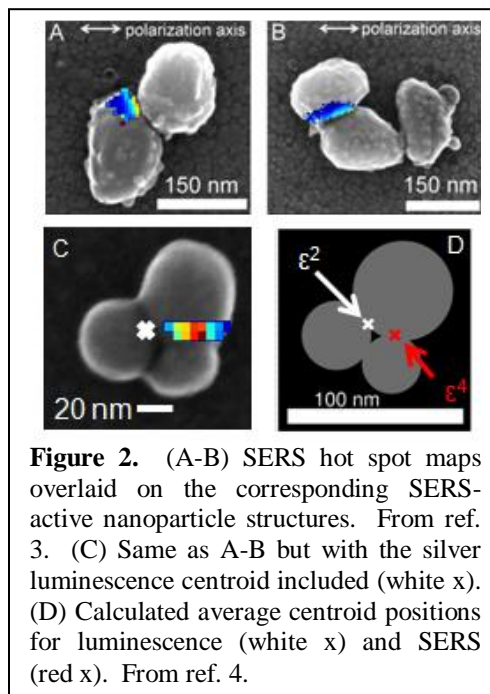 A ⟷ polarization axis
B ⟷ polarization axis
150 nm
150 nm
C
20 nm
D
ε²
ε⁴
100 nm
Figure 2. (A-B) SERS hot spot maps
overlaid on the corresponding SERS-
active nanoparticle structures. From ref.
3. (C) Same as A-B but with the silver
luminescence centroid included (white x).
(D) Calculated average centroid positions
for luminescence (white x) and SERS
(red x). From ref. 4.